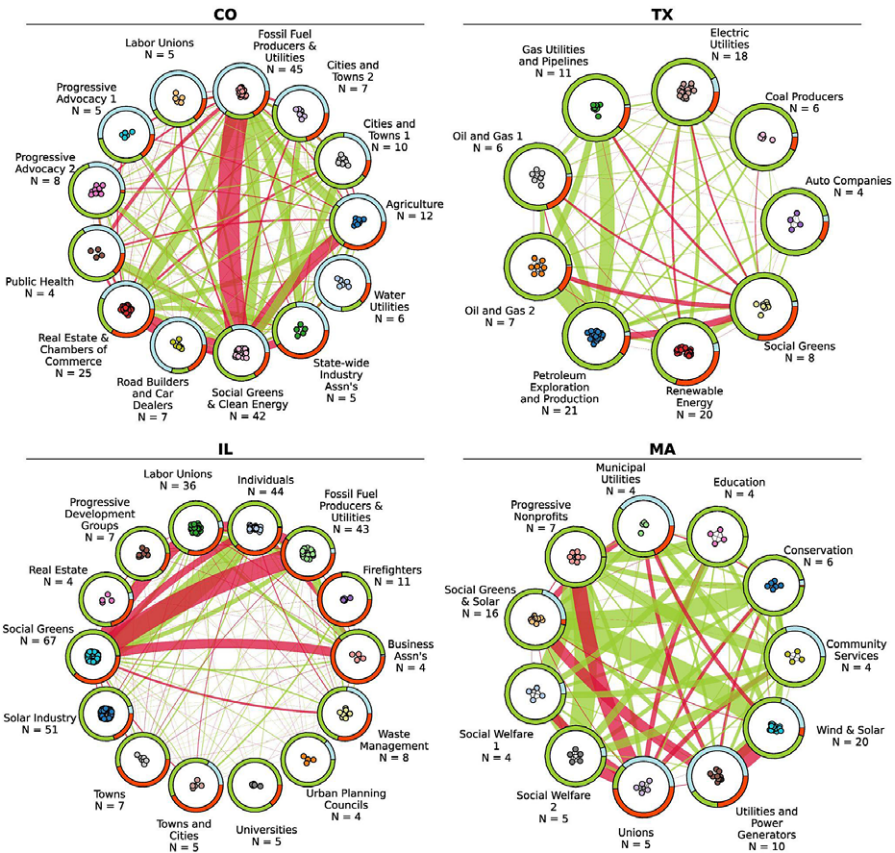 CO
Labor Unions
N = 5
Fossil Fuel
Producers &
Utilities
N = 45
Cities and
Towns 2
N = 7
Progressive
Advocacy 1
N = 5
Cities and
Towns 1
N = 10
Progressive
Advocacy 2
N = 8
Agriculture
N = 12
Public Health
N = 4
Water
Utilities
N = 6
Real Estate &
Chambers of
Commerce
N = 25
Road Builders
and Car
Dealers
N = 7
Social Greens
& Clean Energy
N = 42
State-wide
Industry
Assn's
N = 5
TX
Gas Utilities
and Pipelines
N = 11
Electric
Utilities
N = 18
Coal Producers
N = 6
Oil and Gas 1
N = 6
Auto Companies
N = 4
Oil and Gas 2
N = 7
Social Greens
N = 8
Petroleum
Exploration
and Production
N = 21
Renewable
Energy
N = 20
IL
Labor Unions
N = 36
Individuals
N = 44
Fossil Fuel
Producers &
Utilities
N = 43
Progressive
Development
Groups
N = 7
Real Estate
N = 4
Firefighters
N = 11
Social Greens
N = 67
Business
Assn's
N = 4
Solar Industry
N = 51
Waste
Management
N = 8
Towns
N = 7
Urban Planning
Councils
N = 4
Towns and
Cities
N = 5
Universities
N = 5
MA
Municipal
Utilities
N = 4
Education
N = 4
Progressive
Nonprofits
N = 7
Conservation
N = 6
Social Greens
& Solar
N = 16
Community
Services
N = 4
Social Welfare
1
N = 4
Wind & Solar
N = 20
Social Welfare
2
N = 5
Unions
N = 5
Utilities and
Power
Generators
N = 10